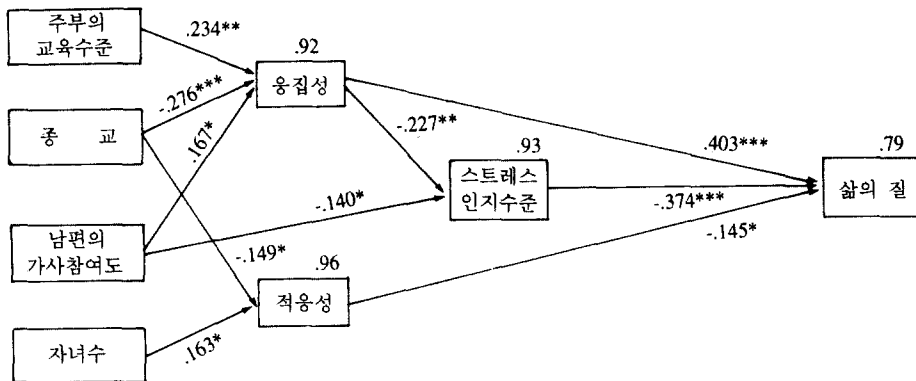 주부의
교육수준
.234**
.92
응집성
종 교
-.276***
.167*
-.227**
.403***
.93
.79
스트레스
인지수준
삶의 질
-.140*
-.374***
남편의
가사참여도
-.149*
-.145*
.96
적응성
자녀수
.163*